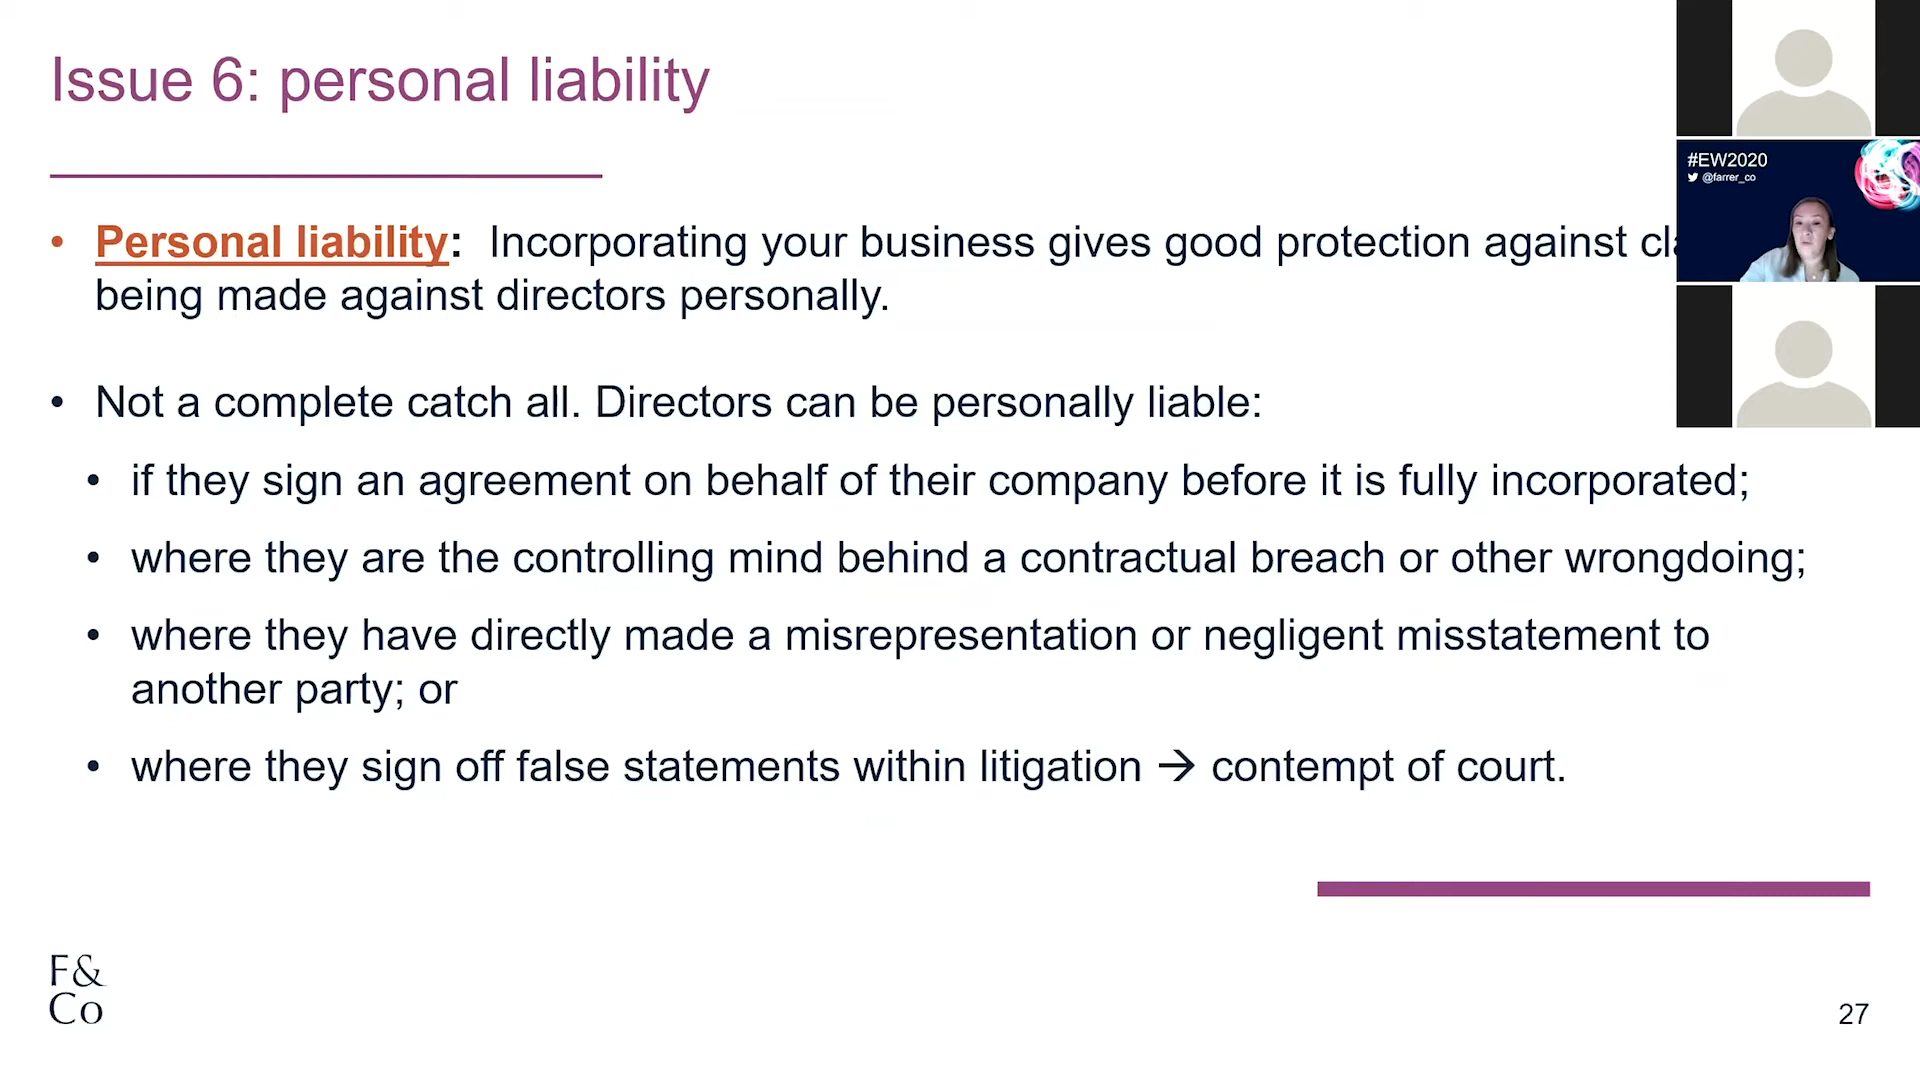 Issue 6: personal liability
#EW2020
@farrer_co
• Personal liability: Incorporating your business gives good protection against
being made against directors personally.
• Not a complete catch all. Directors can be personally liable:
• if they sign an agreement on behalf of their company before it is fully incorporated;
• where they are the controlling mind behind a contractual breach or other wrongdoing;
• where they have directly made a misrepresentation or negligent misstatement to
another party; or
• where they sign off false statements within litigation → contempt of court.
F&
Co
27